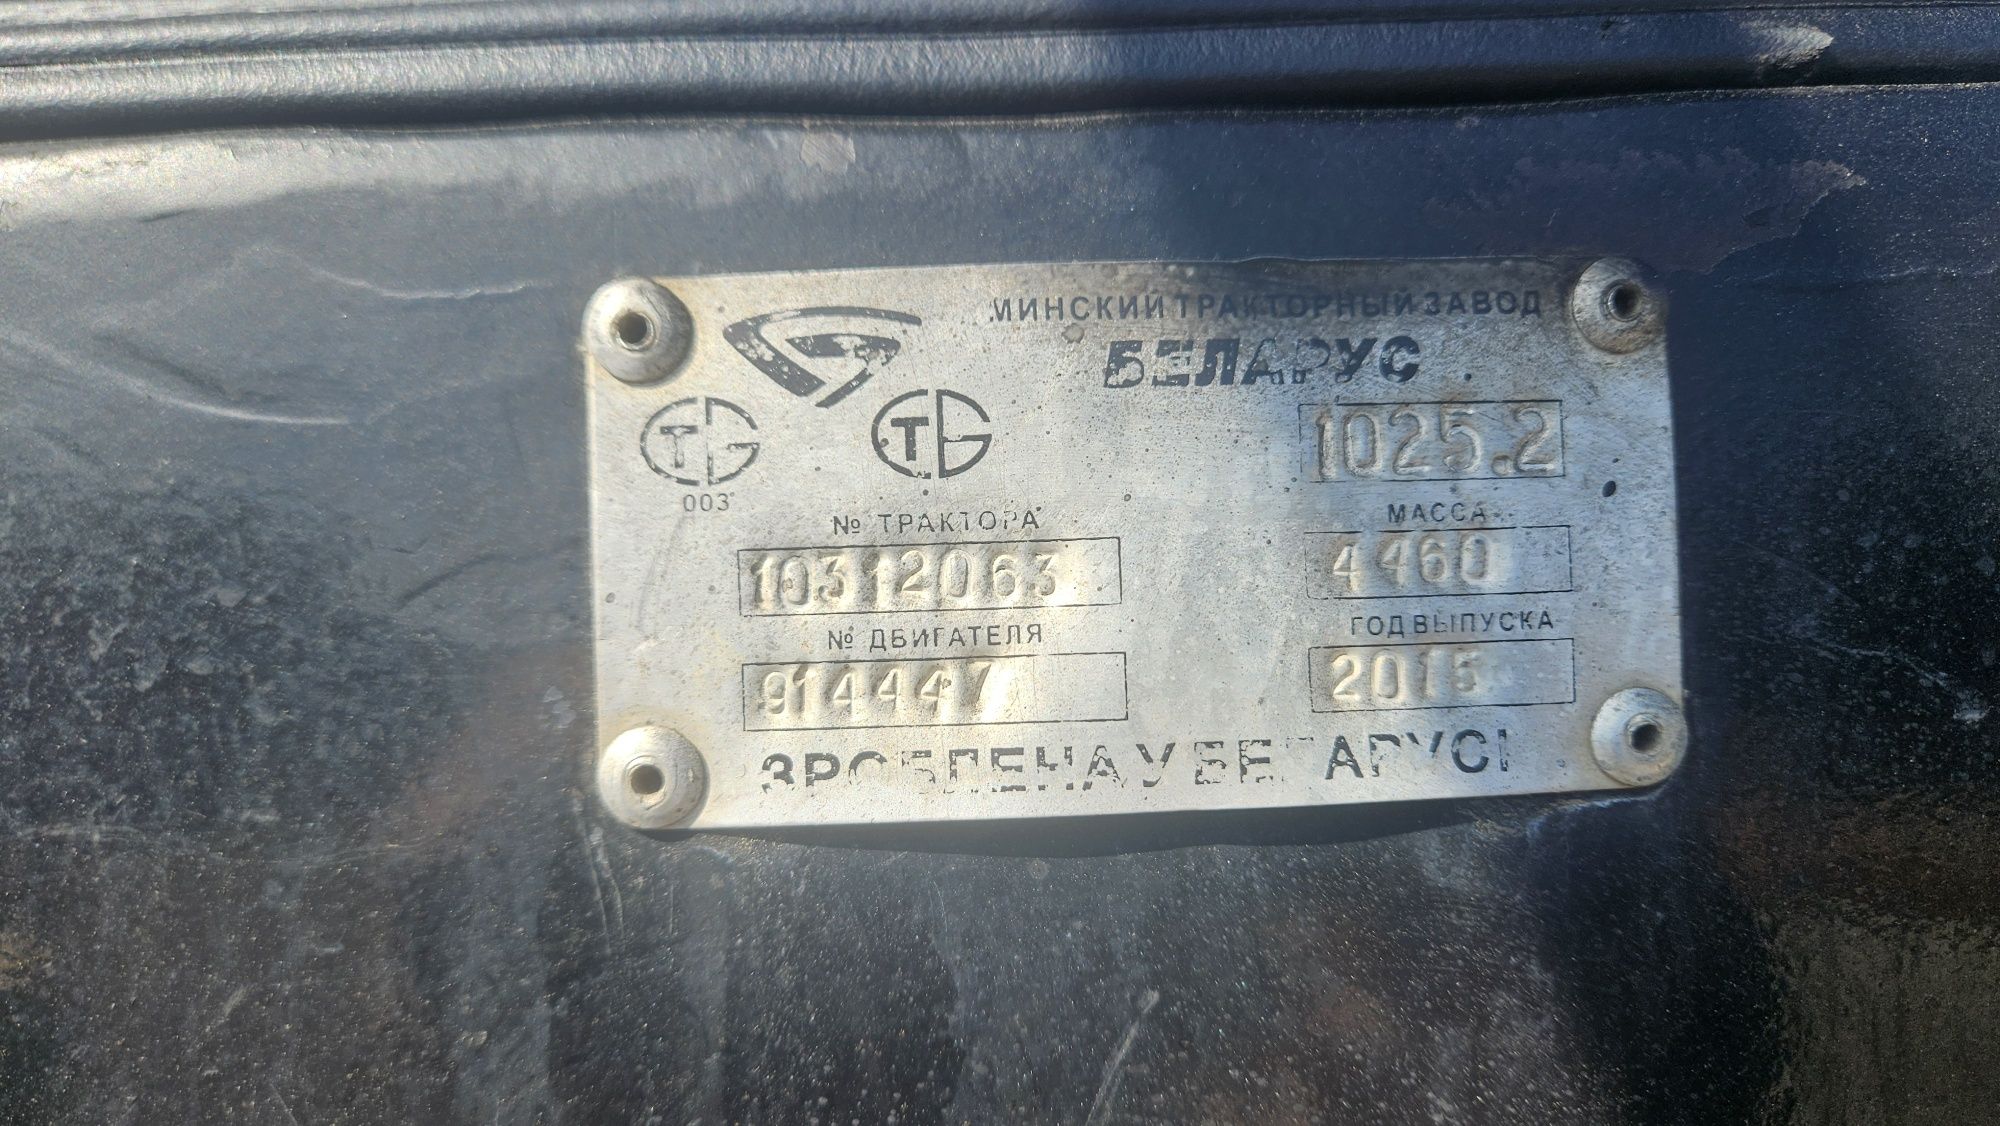 МИНСКИЙ ТРАКТОРНЫЙ ЗАВОД
БЕЛАРУС
1025.2
003
№ ТРАКТОРА
10312063
МАССА
4460
№ ДВИГАТЕЛЯ
914447
ГОД ВЫПУСКА
2015
ЗРОБЛЕНА У БЕЛАРУСІ